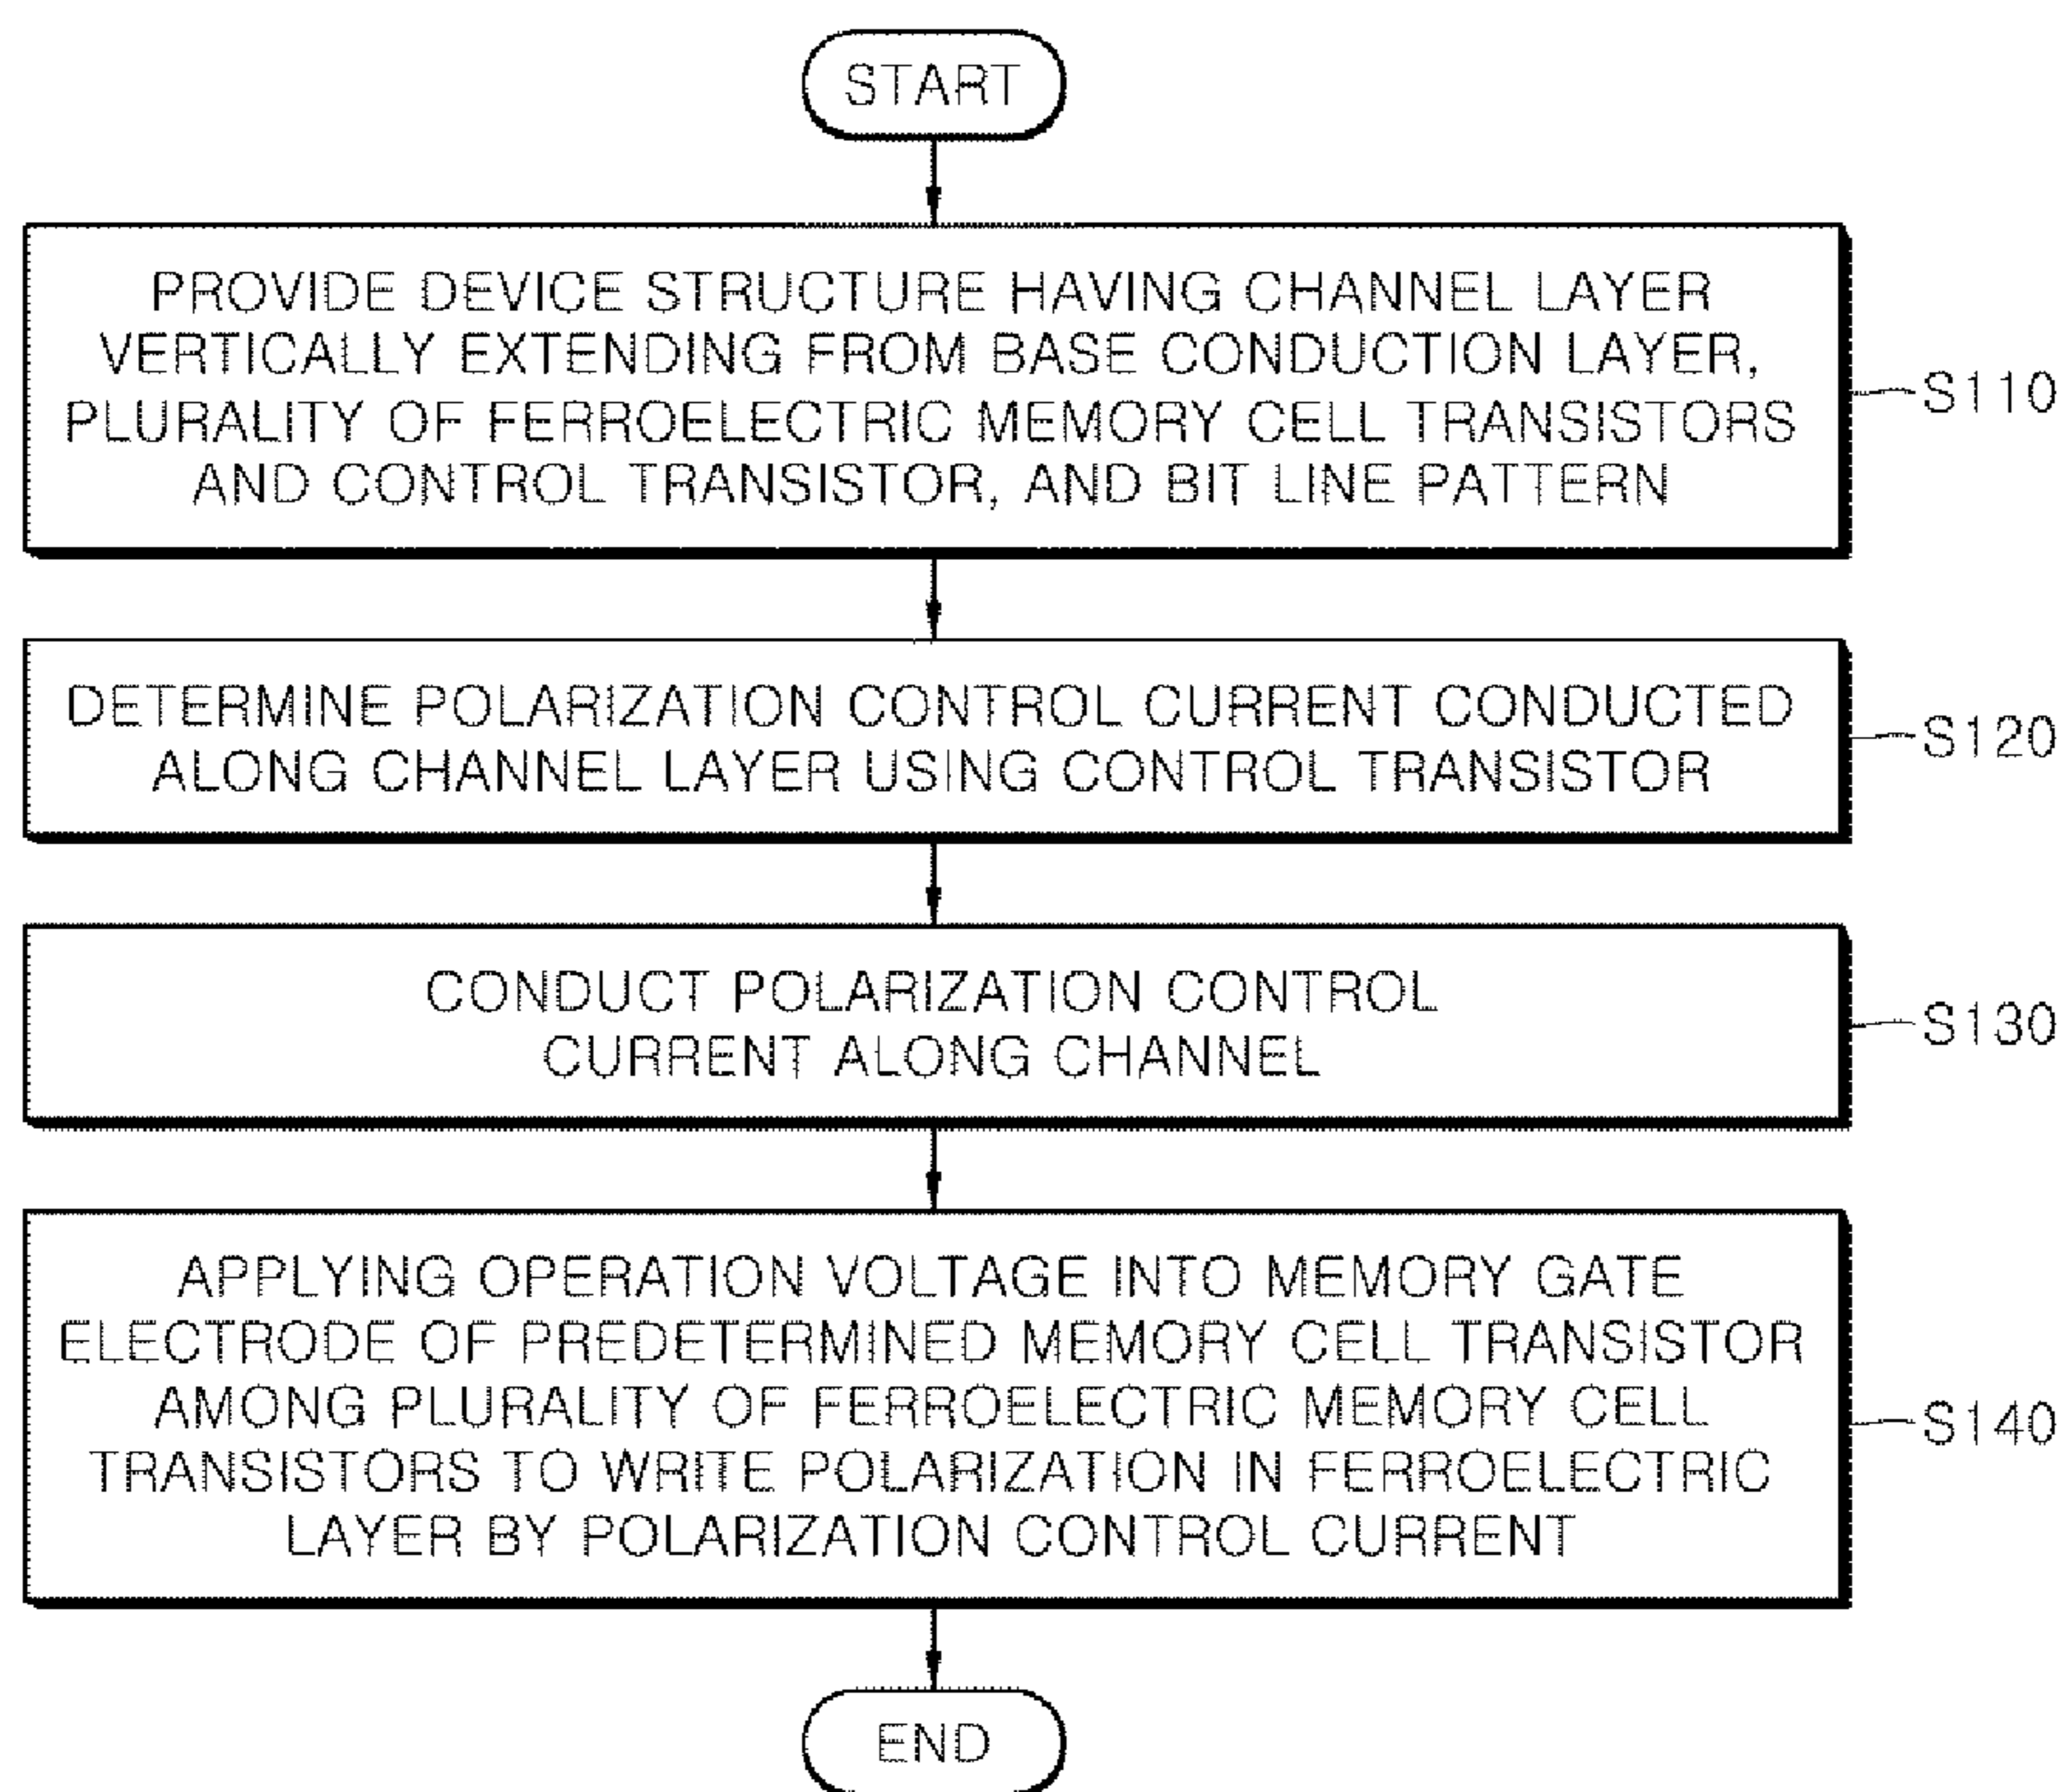 START
PROVIDE DEVICE STRUCTURE HAVING CHANNEL LAYER
VERTICALLY EXTENDING FROM BASE CONDUCTION LAYER,
PLURALITY OF FERROELECTRIC MEMORY CELL TRANSISTORS
AND CONTROL TRANSISTOR, AND BIT LINE PATTERN
S110
DETERMINE POLARIZATION CONTROL CURRENT CONDUCTED
ALONG CHANNEL LAYER USING CONTROL TRANSISTOR
S120
CONDUCT POLARIZATION CONTROL
CURRENT ALONG CHANNEL
S130
APPLYING OPERATION VOLTAGE INTO MEMORY GATE
ELECTRODE OF PREDETERMINED MEMORY CELL TRANSISTOR
AMONG PLURALITY OF FERROELECTRIC MEMORY CELL
TRANSISTORS TO WRITE POLARIZATION IN FERROELECTRIC
LAYER BY POLARIZATION CONTROL CURRENT
S140
END